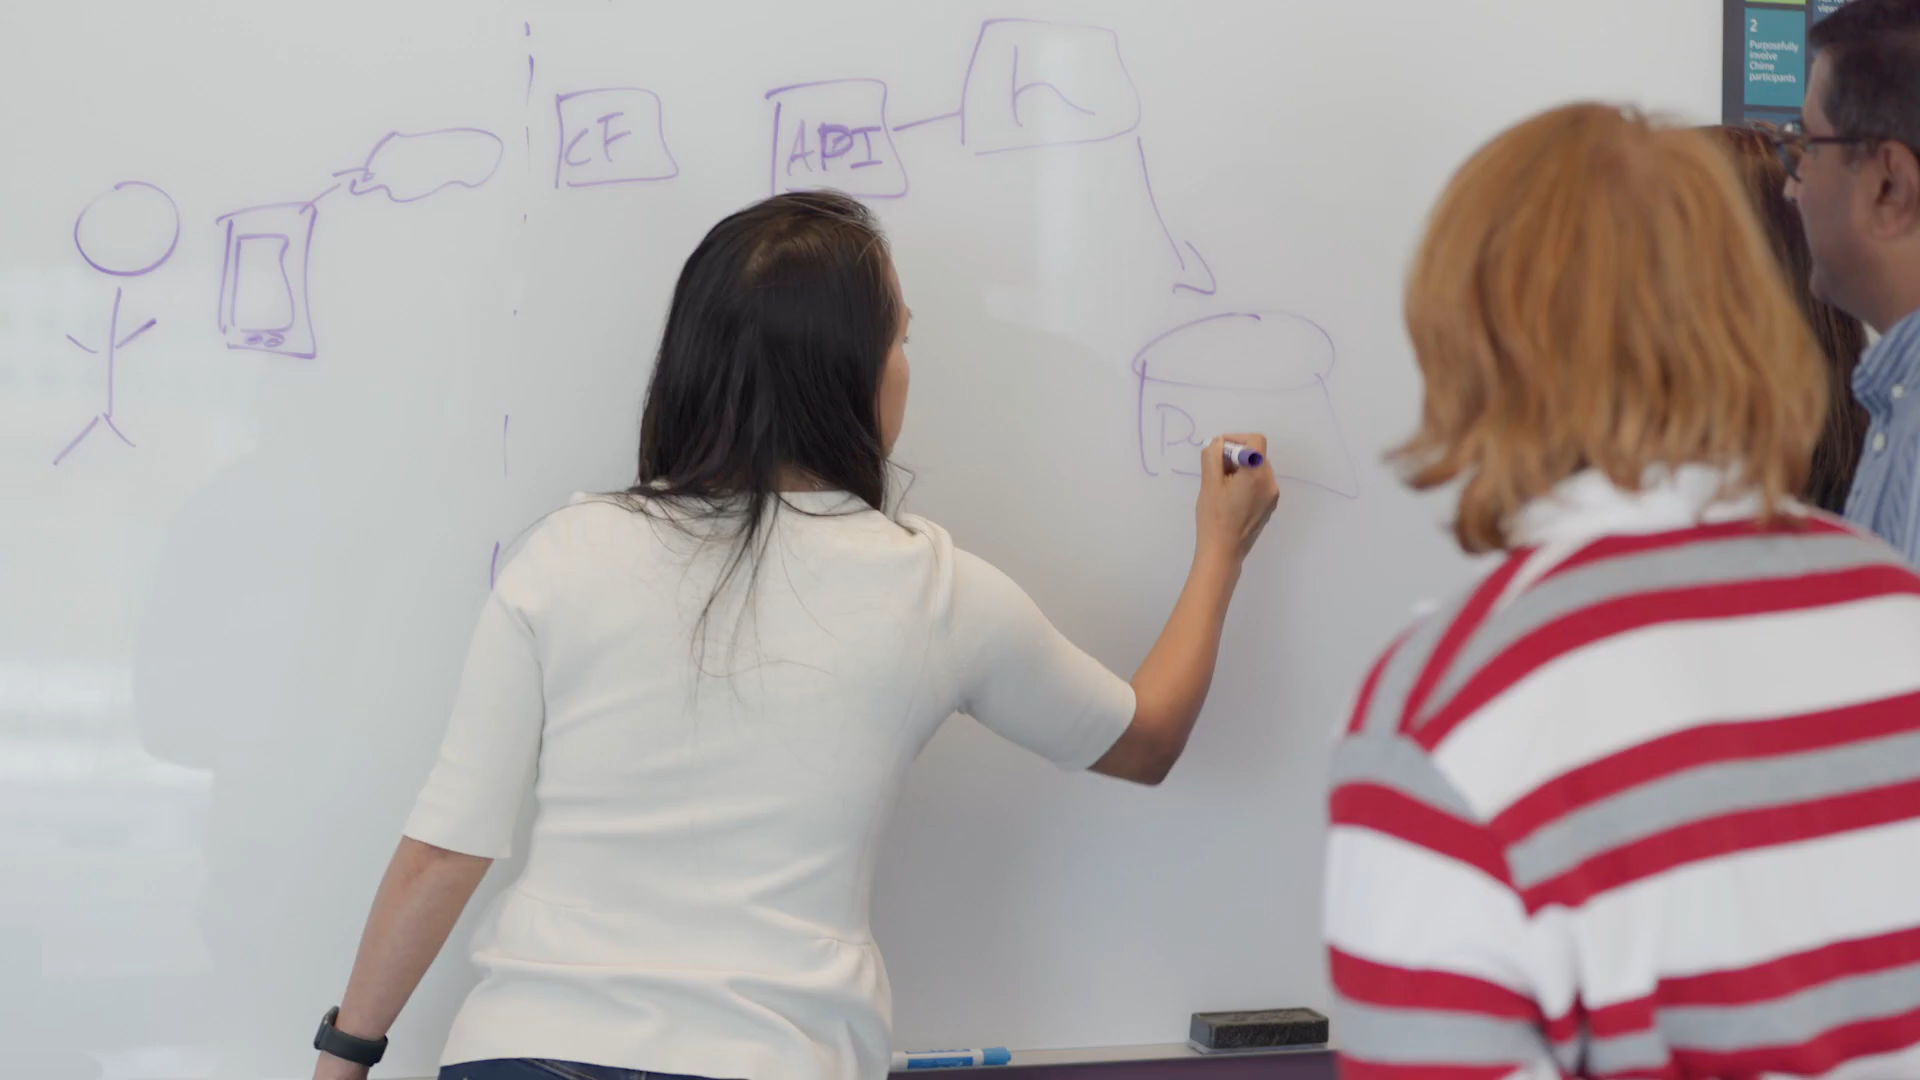 CF
API
h
D
2
Purposefully
involve
Chime
participants